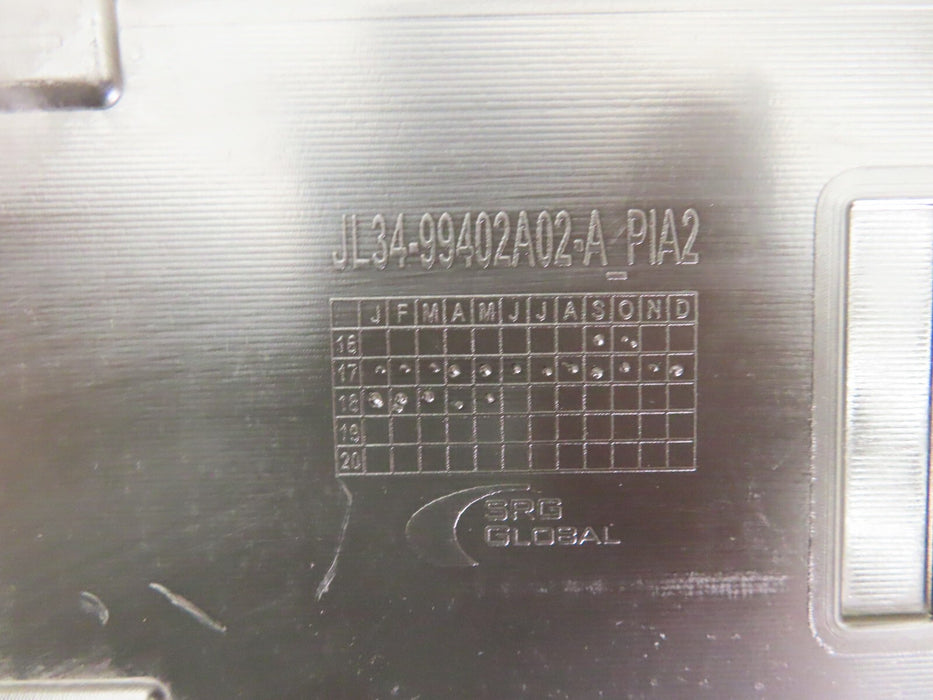 JL34-99402A02-A_PIA2
J F M A M J J A S O N D
16
17
18
19
20
SRG
GLOBAL